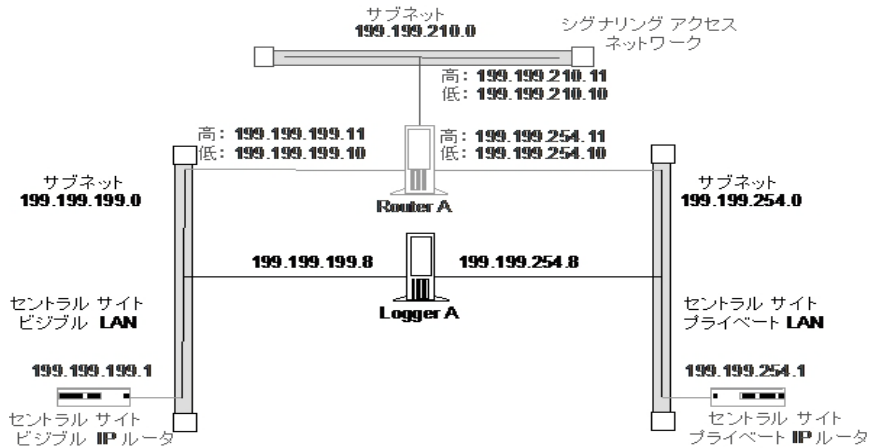 サブネット
199.199.210.0
シグナリング アクセス
ネットワーク
高: 199.199.210.11
低: 199.199.210.10
高: 199.199.199.11
低: 199.199.199.10
高: 199.199.254.11
低: 199.199.254.10
サブネット
199.199.199.0
Router A
サブネット
199.199.254.0
199.199.199.8
199.199.254.8
Logger A
セントラル サイト
ビジブル LAN
セントラル サイト
プライベート LAN
199.199.199.1
199.199.254.1
セントラル サイト
ビジブル IP ルータ
セントラル サイト
プライベート IP ルータ